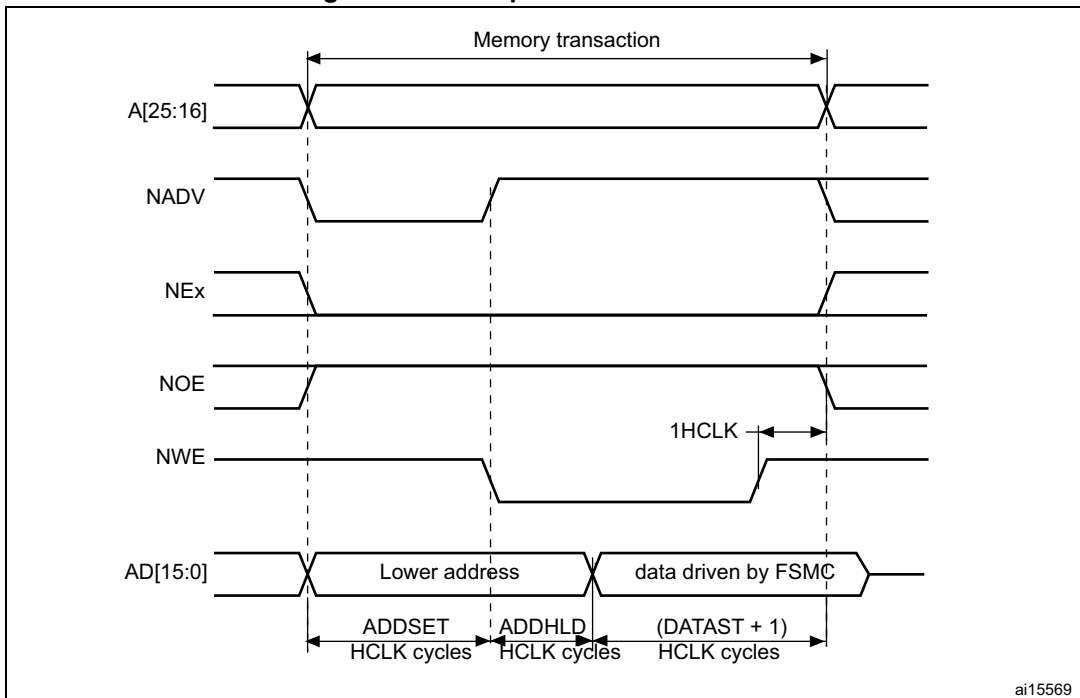 Memory transaction
A[25:16]
NADV
NEx
NOE
1HCLK
NWE
AD[15:0]
Lower address
data driven by FSMC
ADDSET
HCLK cycles
ADDHLD
HCLK cycles
(DATAST + 1)
HCLK cycles
ai15569